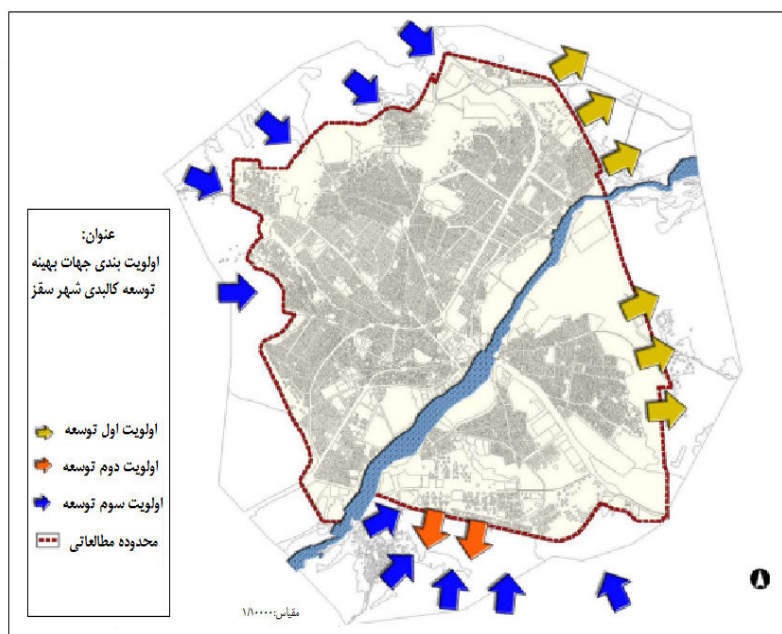 عنوان:
اولویت بندی جهات بهینه
توسعه کالبدی شهر سقز
اولویت اول توسعه
اولویت دوم توسعه
اولویت سوم توسعه
محدوده مطالعاتی
مقیاس:۱/۱۰۰۰۰